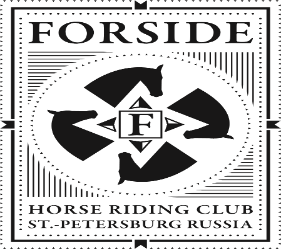 FORSIDE
F
HORSE RIDING CLUB
ST.-PETERSBURG RUSSIA